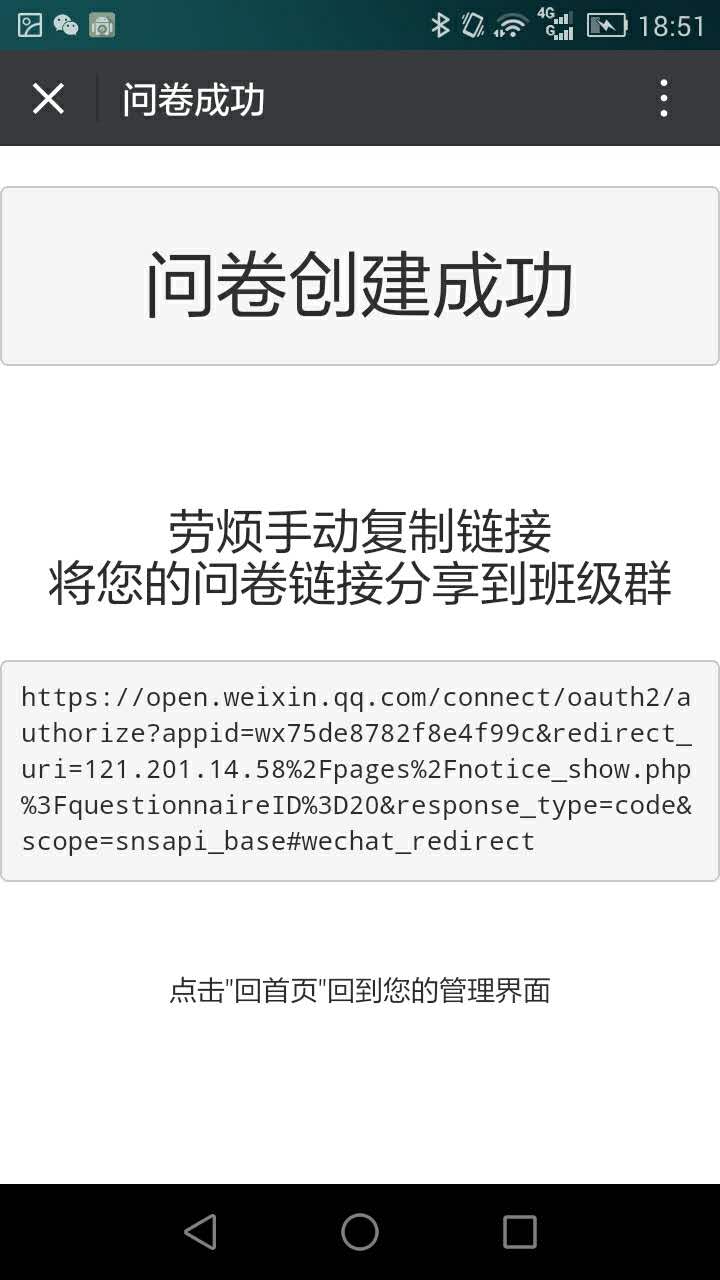 4G
G
18:51
问卷成功
问卷创建成功
劳烦手动复制链接
将您的问卷链接分享到班级群
https://open.weixin.qq.com/connect/oauth2/a
uthorize?appid=wx75de8782f8e4f99c&redirect_
uri=121.201.14.58%2Fpages%2Fnotice_show.php
%3FquestionnaireID%3D20&response_type=code&
scope=snsapi_base#wechat_redirect
点击"回首页"回到您的管理界面